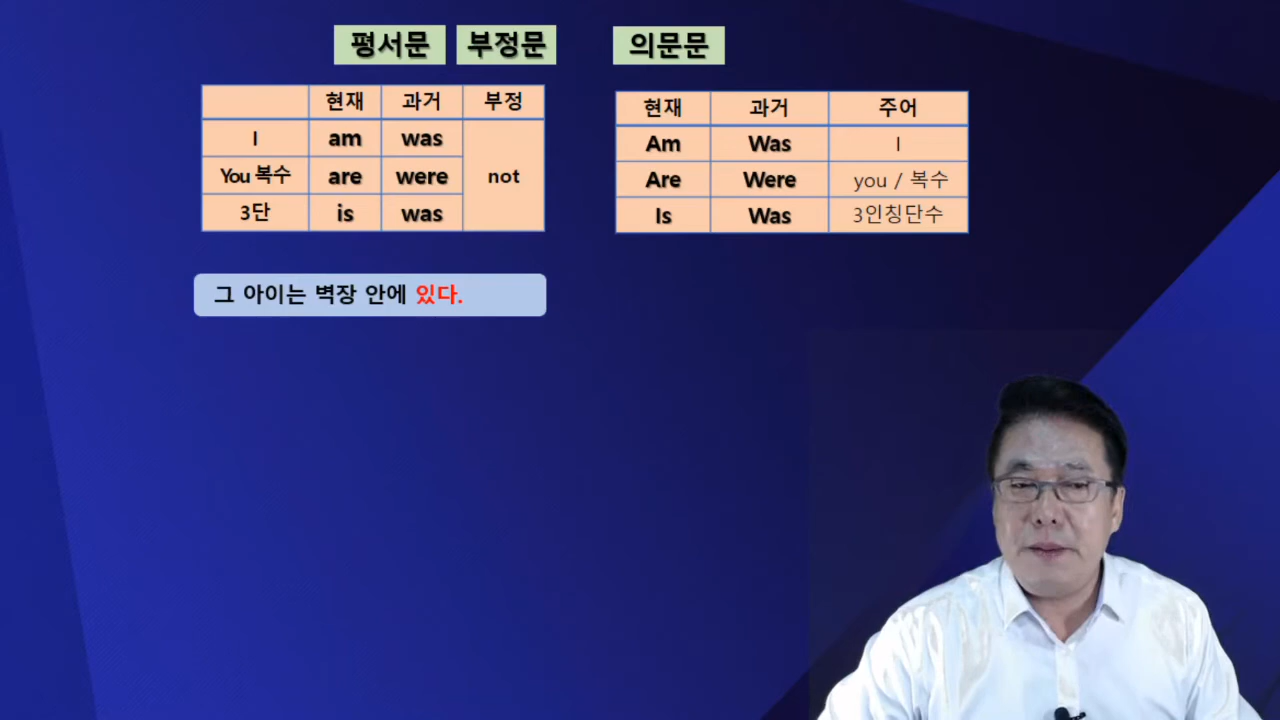 평서문 부정문 의문문
현재 과거 부정
I am was
You 복수 are were not
3단 is was
현재 과거 주어
Am Was I
Are Were you / 복수
Is Was 3인칭단수
그 아이는 벽장 안에 있다.